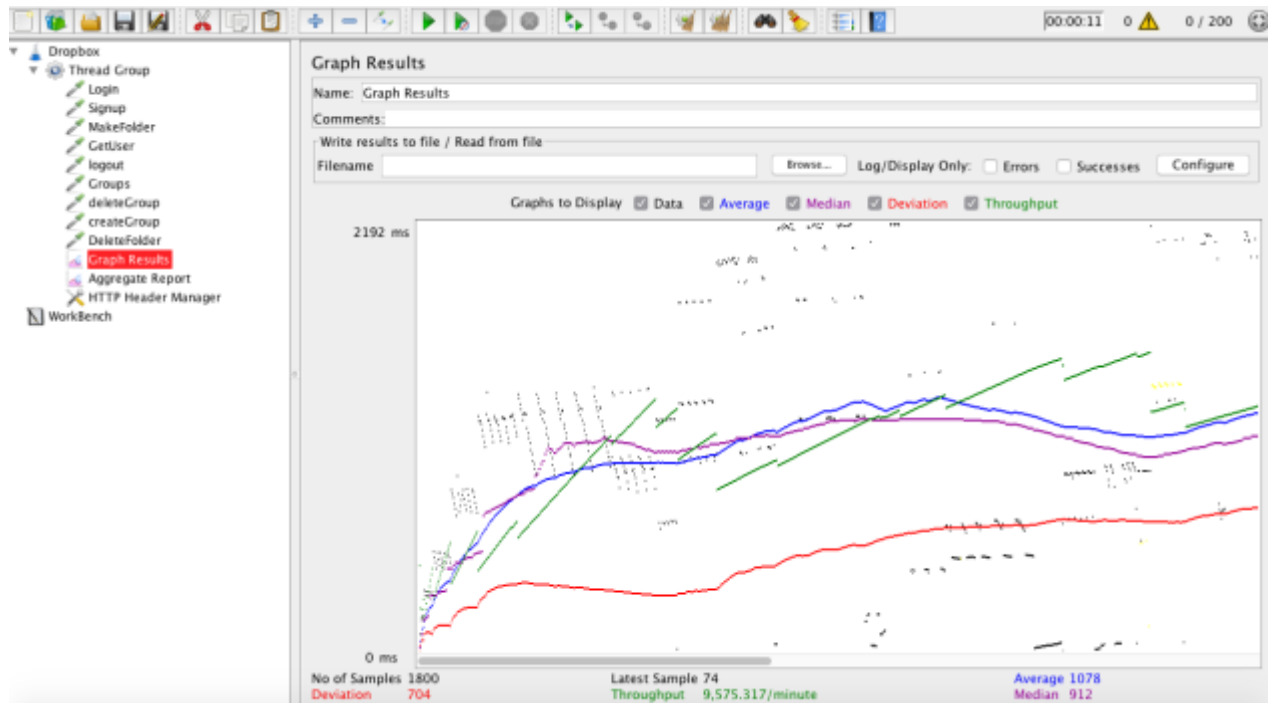 00:00:11 0 0 / 200
Dropbox
Thread Group
Login
Signup
MakeFolder
GetUser
logout
Groups
deleteGroup
createGroup
DeleteFolder
Graph Results
Aggregate Report
HTTP Header Manager
WorkBench
Graph Results
Name: Graph Results
Comments:
Write results to file / Read from file
Filename Browse... Log/Display Only: Errors Successes Configure
Graphs to Display Data Average Median Deviation Throughput
2192 ms
0 ms
No of Samples 1800 Latest Sample 74 Average 1078
Deviation 704 Throughput 9,575.317/minute Median 912